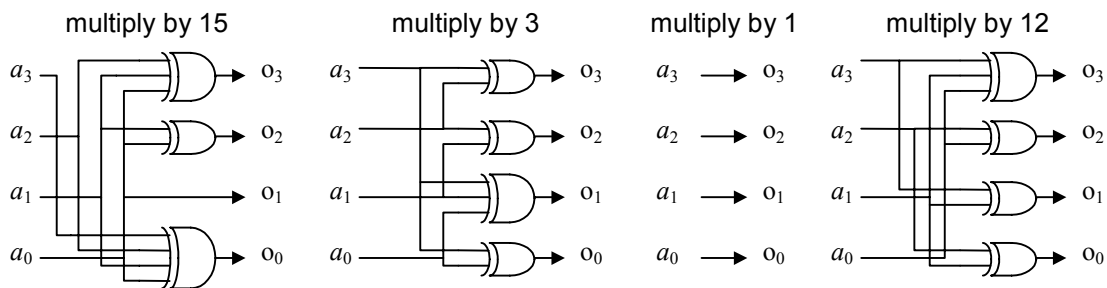 multiply by 15 multiply by 3 multiply by 1 multiply by 12
a₃ o₃ a₃ o₃ a₃ o₃ a₃ o₃
a₂ o₂ a₂ o₂ a₂ o₂ a₂ o₂
a₁ o₁ a₁ o₁ a₁ o₁ a₁ o₁
a₀ o₀ a₀ o₀ a₀ o₀ a₀ o₀